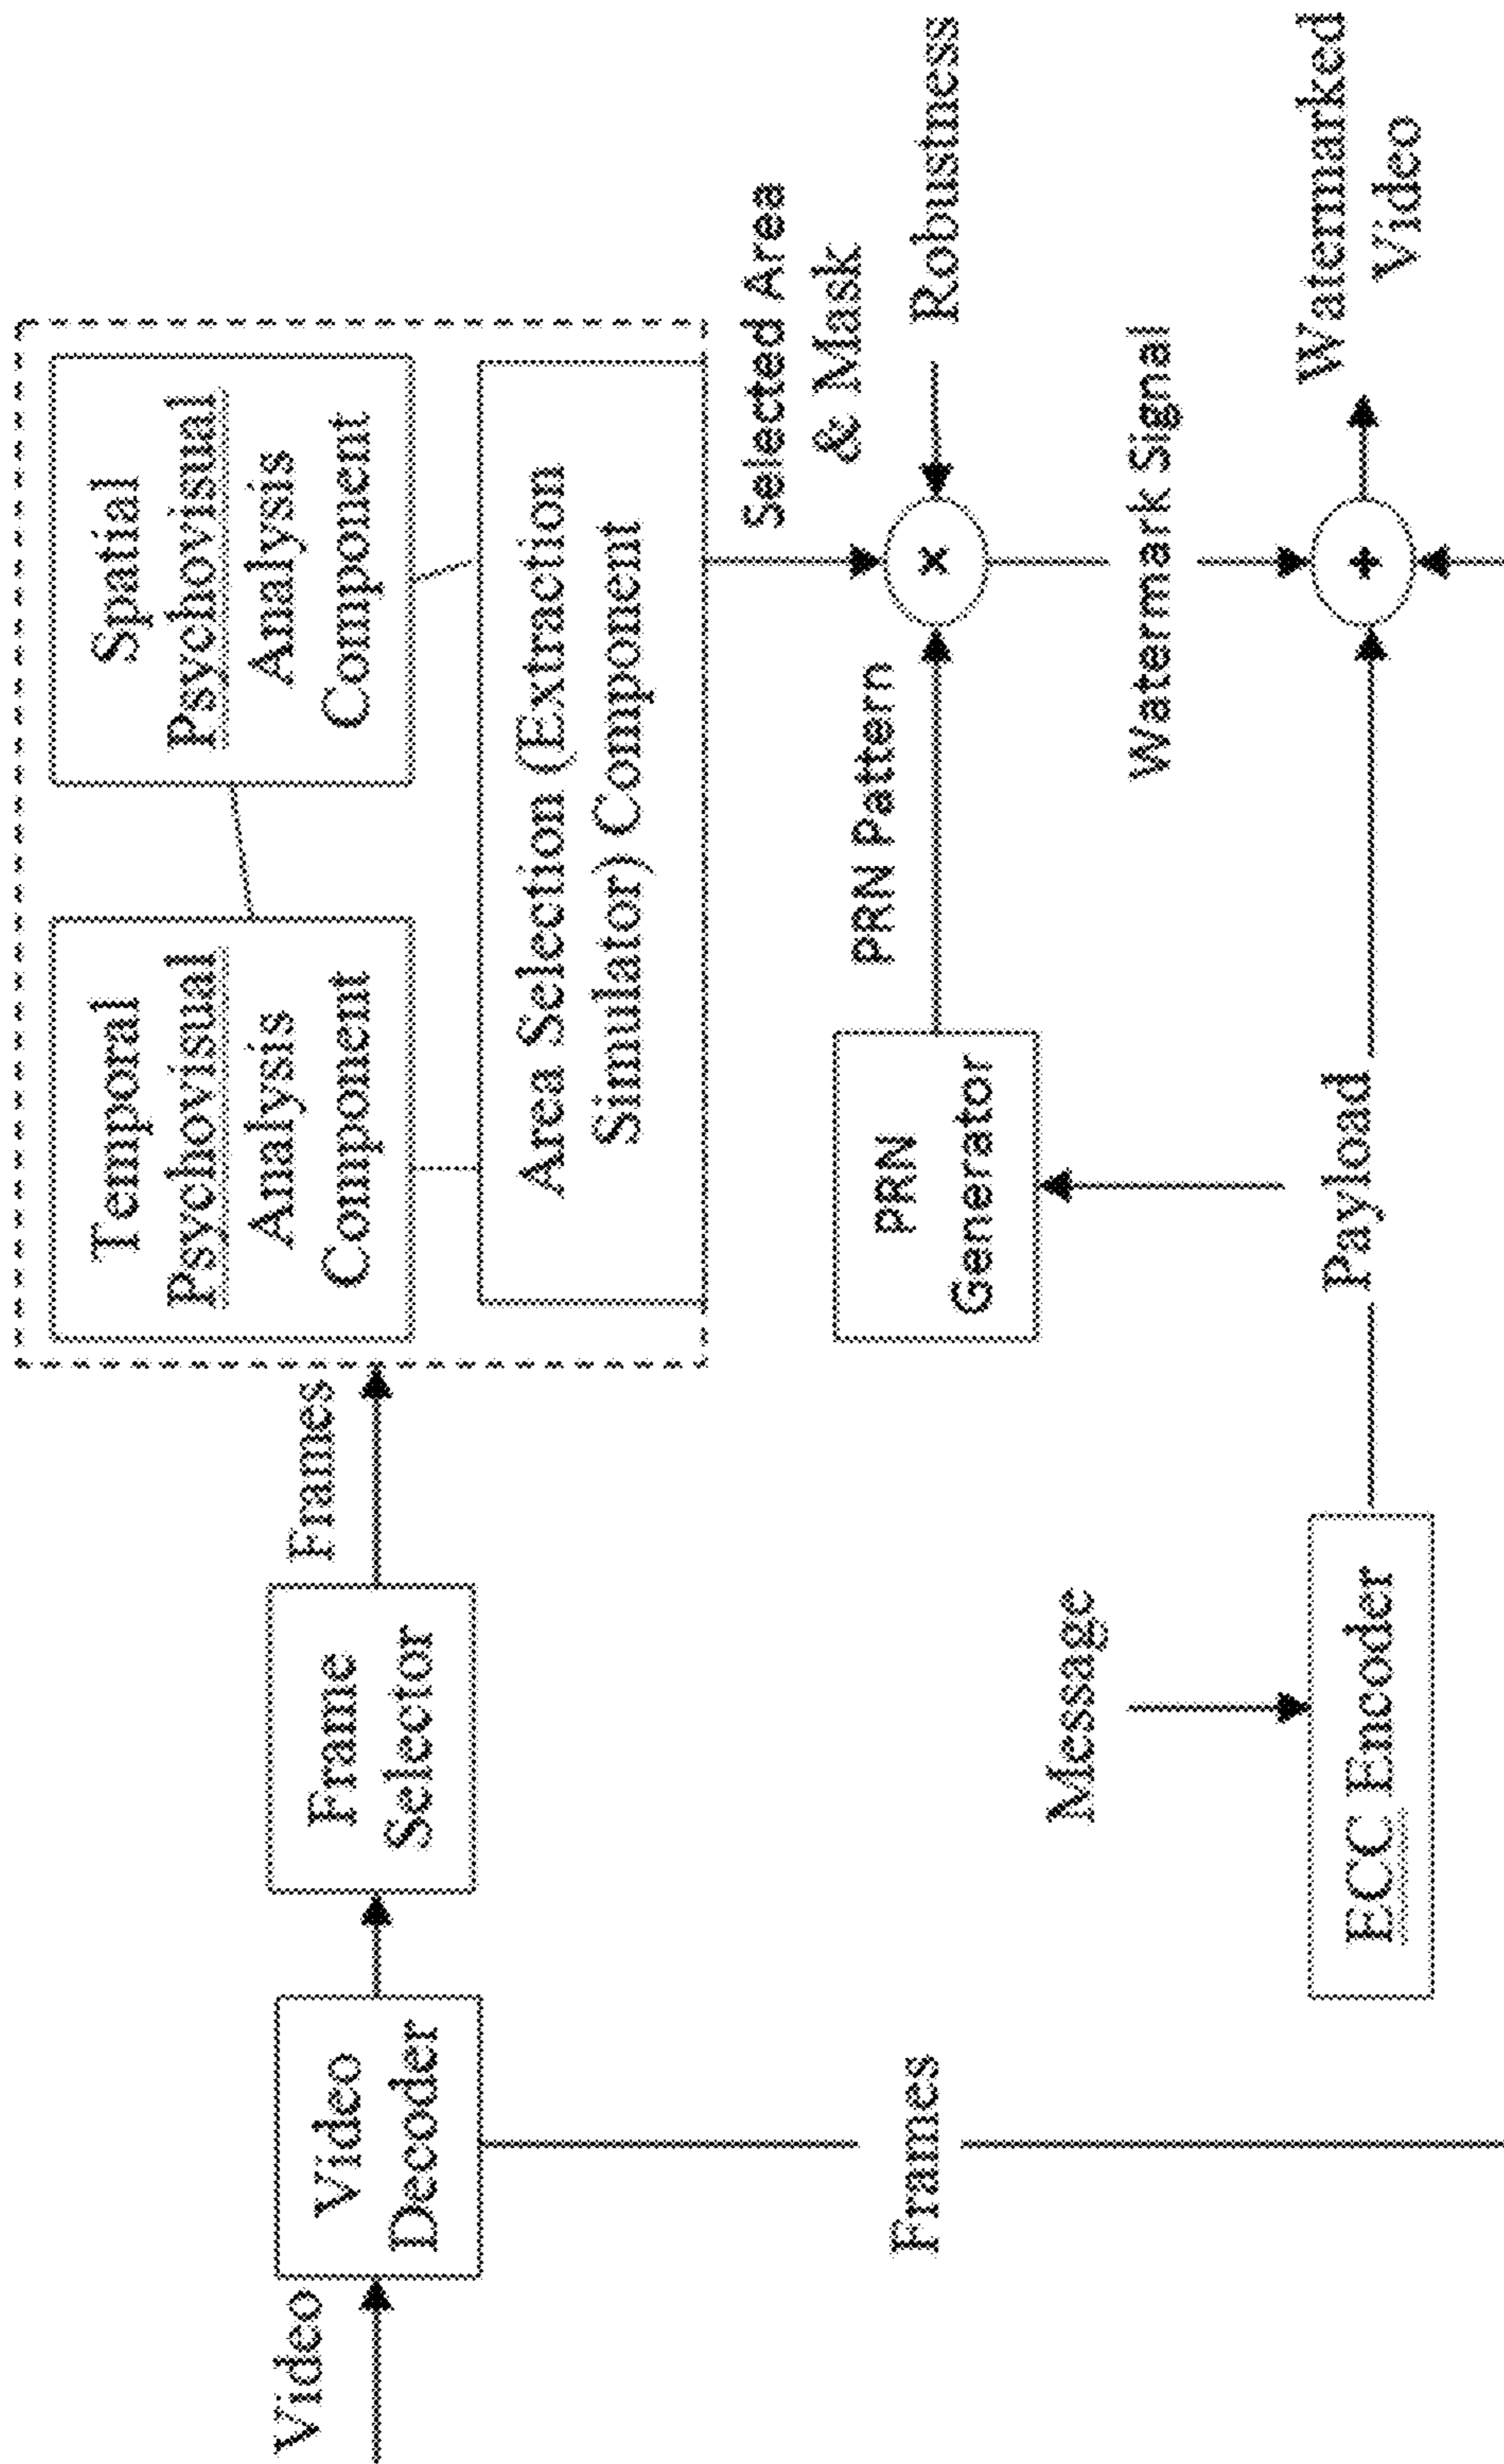 Video
Video
Decoder
Frame
Selector
Frames
Temporal
Psychovisual
Analysis
Component
Spatial
Psychovisual
Analysis
Component
Area Selection (Extraction
Simulator) Component
Selected Area
& Mask
PRN
Generator
PRN Pattern
×
Robustness
Frames
Message
Watermark Signal
ECC Encoder
Payload
+
Watermarked
Video